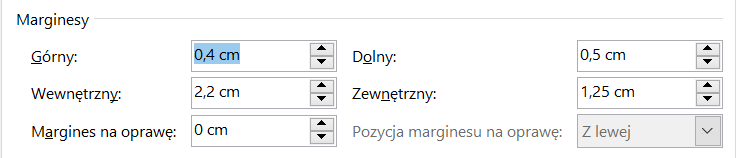 Marginesy
Górny: 0,4 cm Dolny: 0,5 cm
Wewnętrzny: 2,2 cm Zewnętrzny: 1,25 cm
Margines na oprawę: 0 cm Pozycja marginesu na oprawę: Z lewej